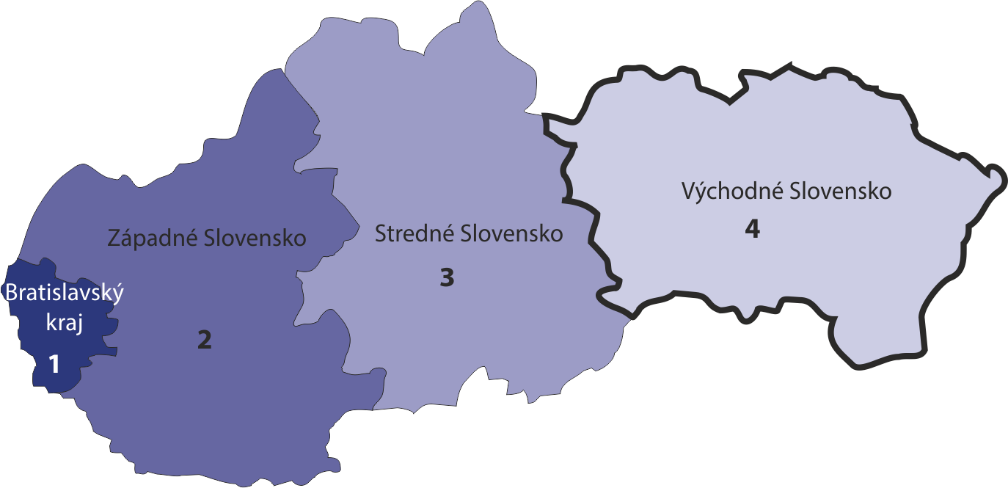 Bratislavský
kraj
1
Západné Slovensko
2
Stredné Slovensko
3
Východné Slovensko
4